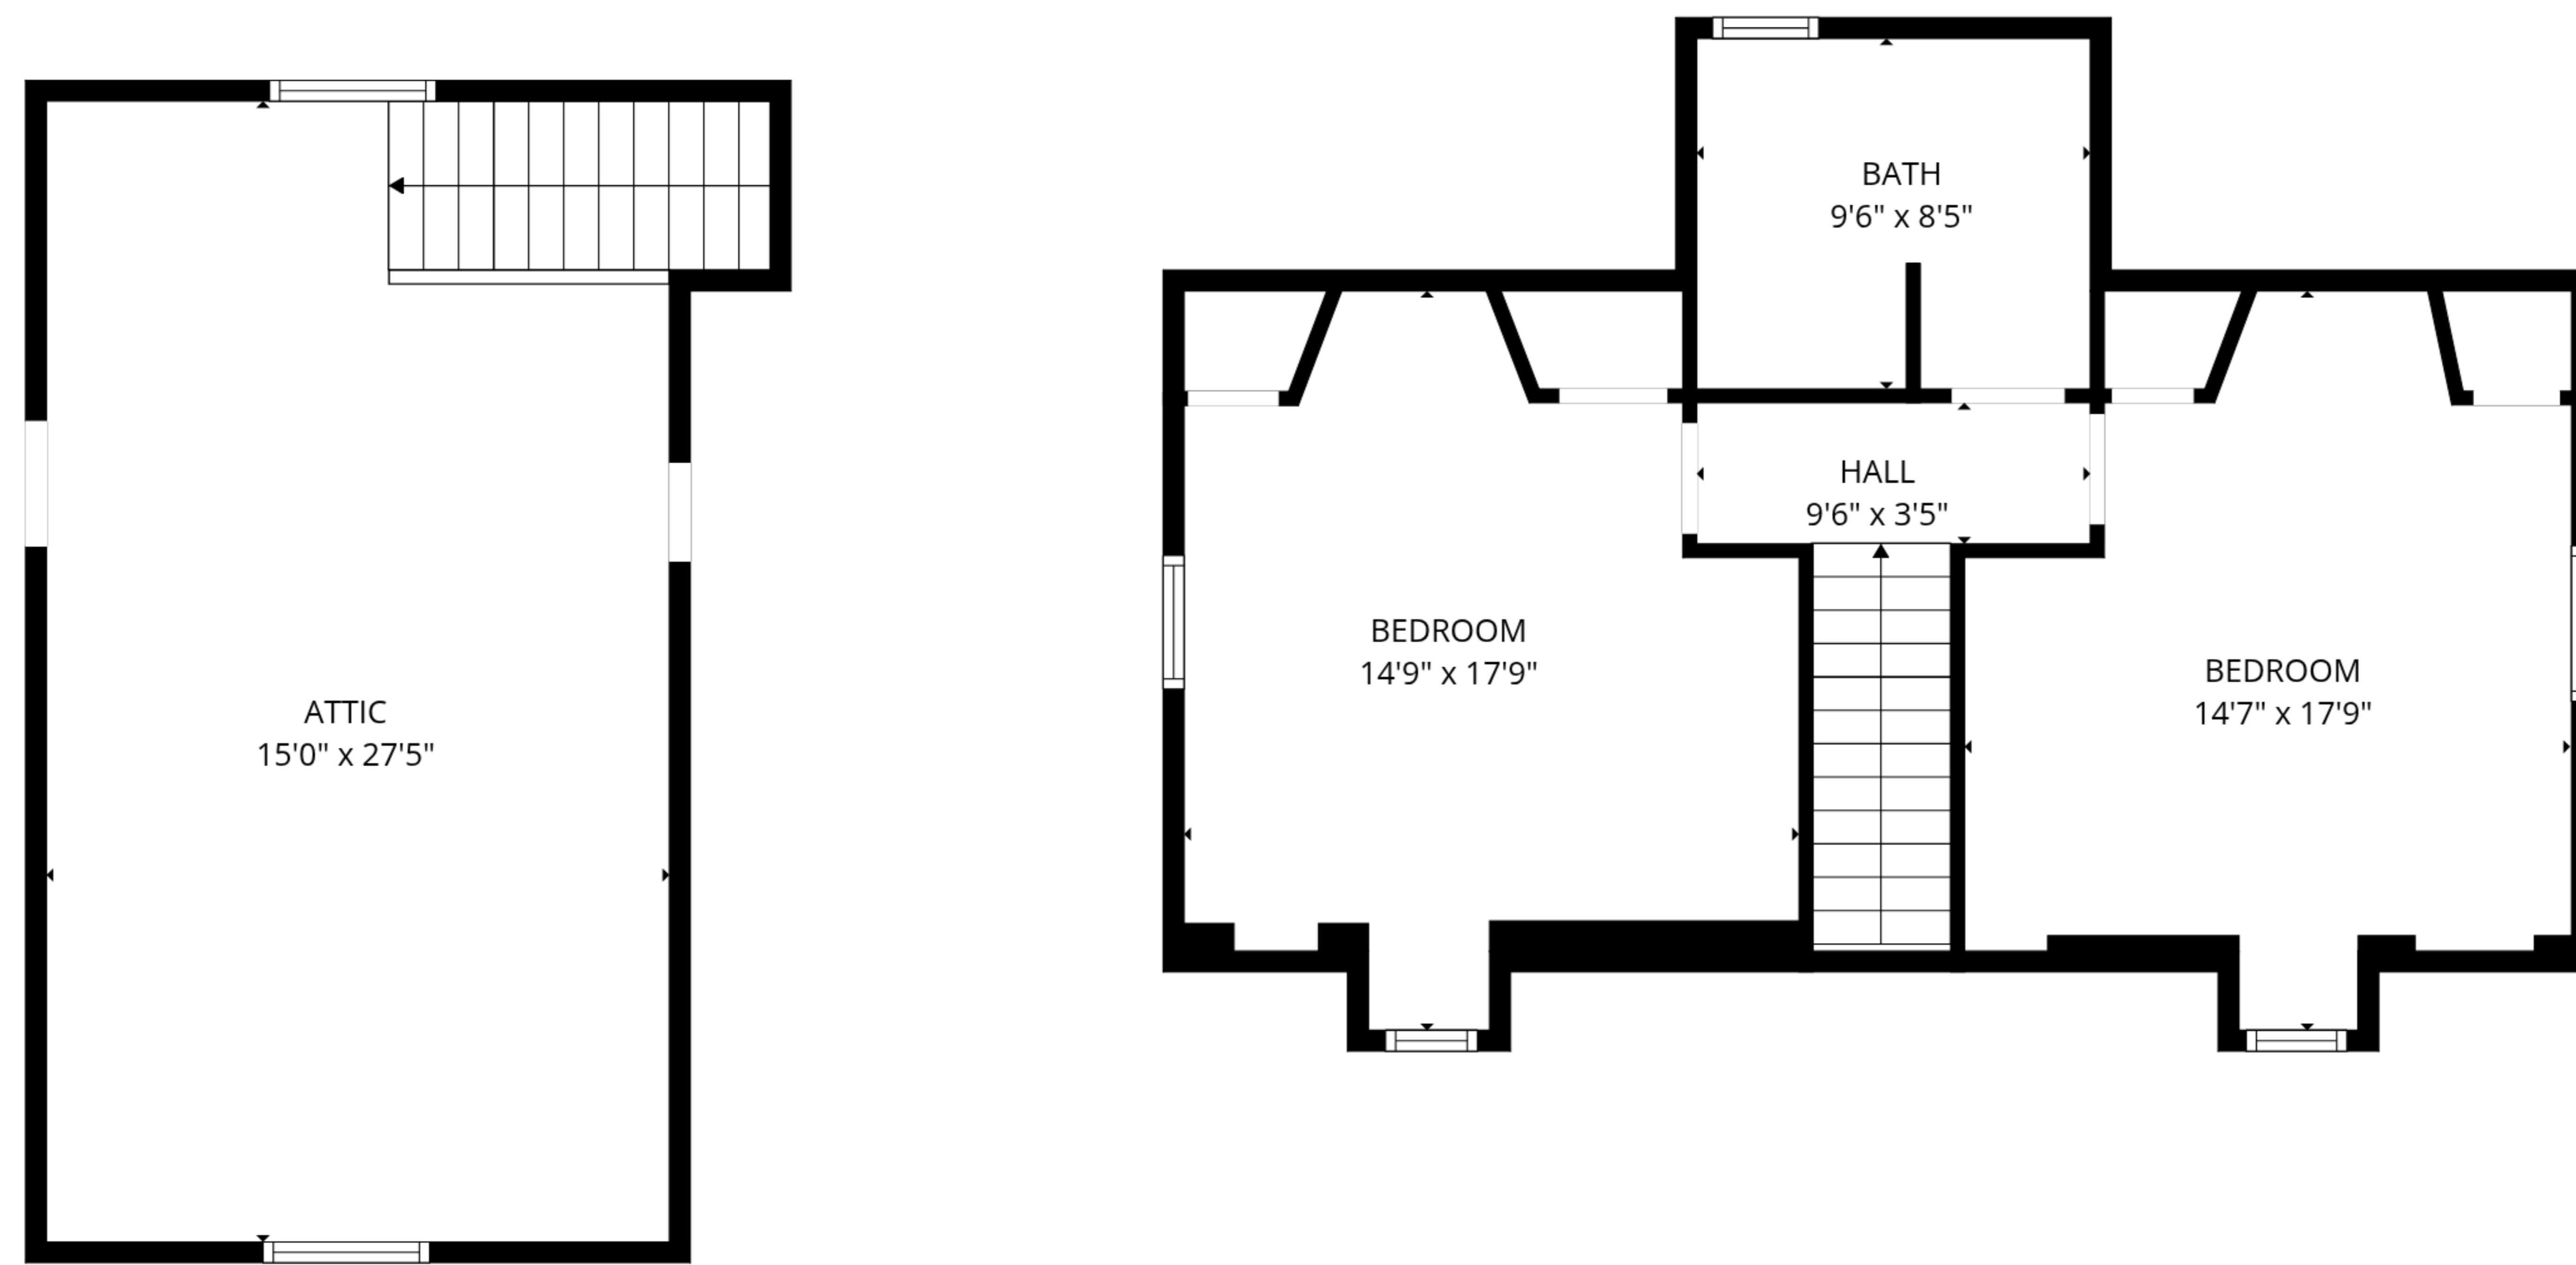 ATTIC
15'0" x 27'5"
BATH
9'6" x 8'5"
HALL
9'6" x 3'5"
BEDROOM
14'9" x 17'9"
BEDROOM
14'7" x 17'9"